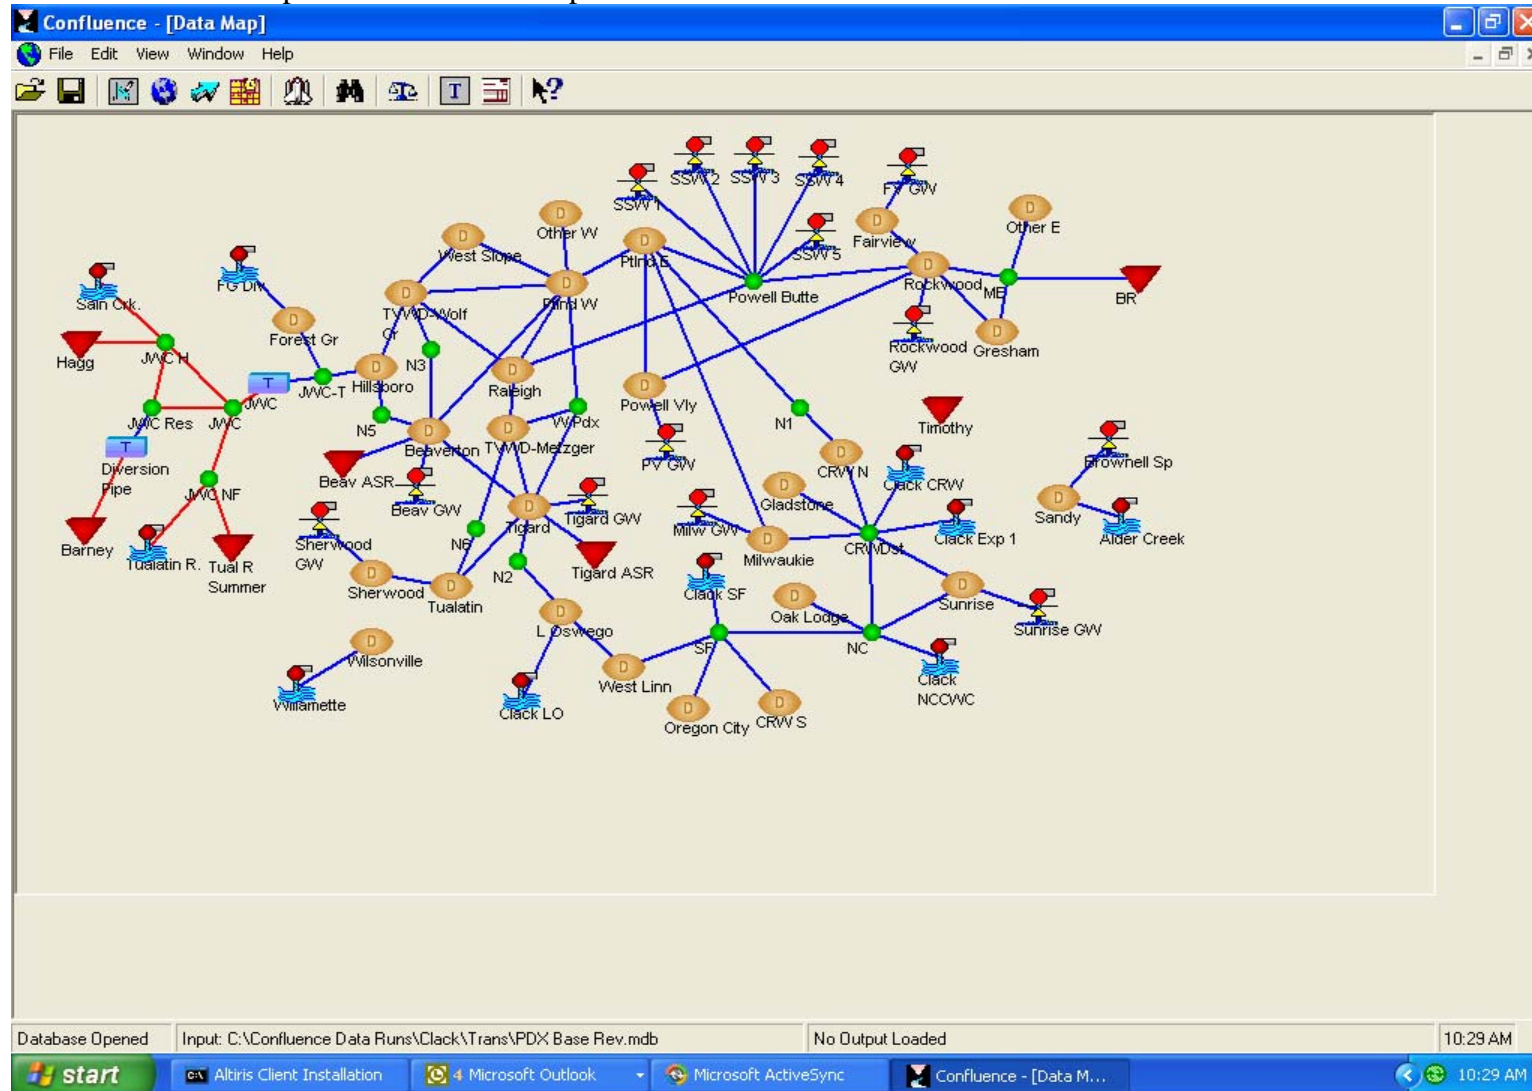 Confluence - [Data Map]
File Edit View Window Help
T
SSW 1
SSW 2
SSW 3
SSW 4
SSW 5
FV GW
D
Other W
D
Ptlnd E
D
Fairview
D
Other E
D
West Slope
Sain Crk.
FG Div
D
Ptlnd W
Powell Butte
D
Rockwood
MB
BR
D
TVWD-Wolf
Cr
D
Forest Gr
Hagg
JWC H
N3
Rockwood
GW
D
Gresham
T
JWC
JWC-T
D
Hillsboro
D
Raleigh
D
Powell Vly
JWC Res
JWC
N5
W Pdx
N1
Timothy
T
Diversion
Pipe
D
Beaverton
D
TVWD-Metzger
PV GW
D
CRW N
Clack CRW
Brownell Sp
Beav ASR
Beav GW
JWC NF
D
Gladstone
D
Sandy
Alder Creek
D
Tigard
Tigard GW
Milw GW
Clack Exp 1
Barney
Tualatin R.
Tual R
Summer
Sherwood
GW
N6
N2
Tigard ASR
D
Milwaukie
CRWDst
D
Sherwood
D
Tualatin
Clack SF
D
Oak Lodge
D
Sunrise
Sunrise GW
D
L Oswego
SF
NC
D
Wilsonville
Willamette
Clack LO
D
West Linn
D
Oregon City
D
CRW S
Clack
NCCWC
Database Opened
Input: C:\Confluence Data Runs\Clack\Trans\PDX Base Rev.mdb
No Output Loaded
10:29 AM
start
Altiris Client Installation
4 Microsoft Outlook
Microsoft ActiveSync
Confluence - [Data M...
10:29 AM